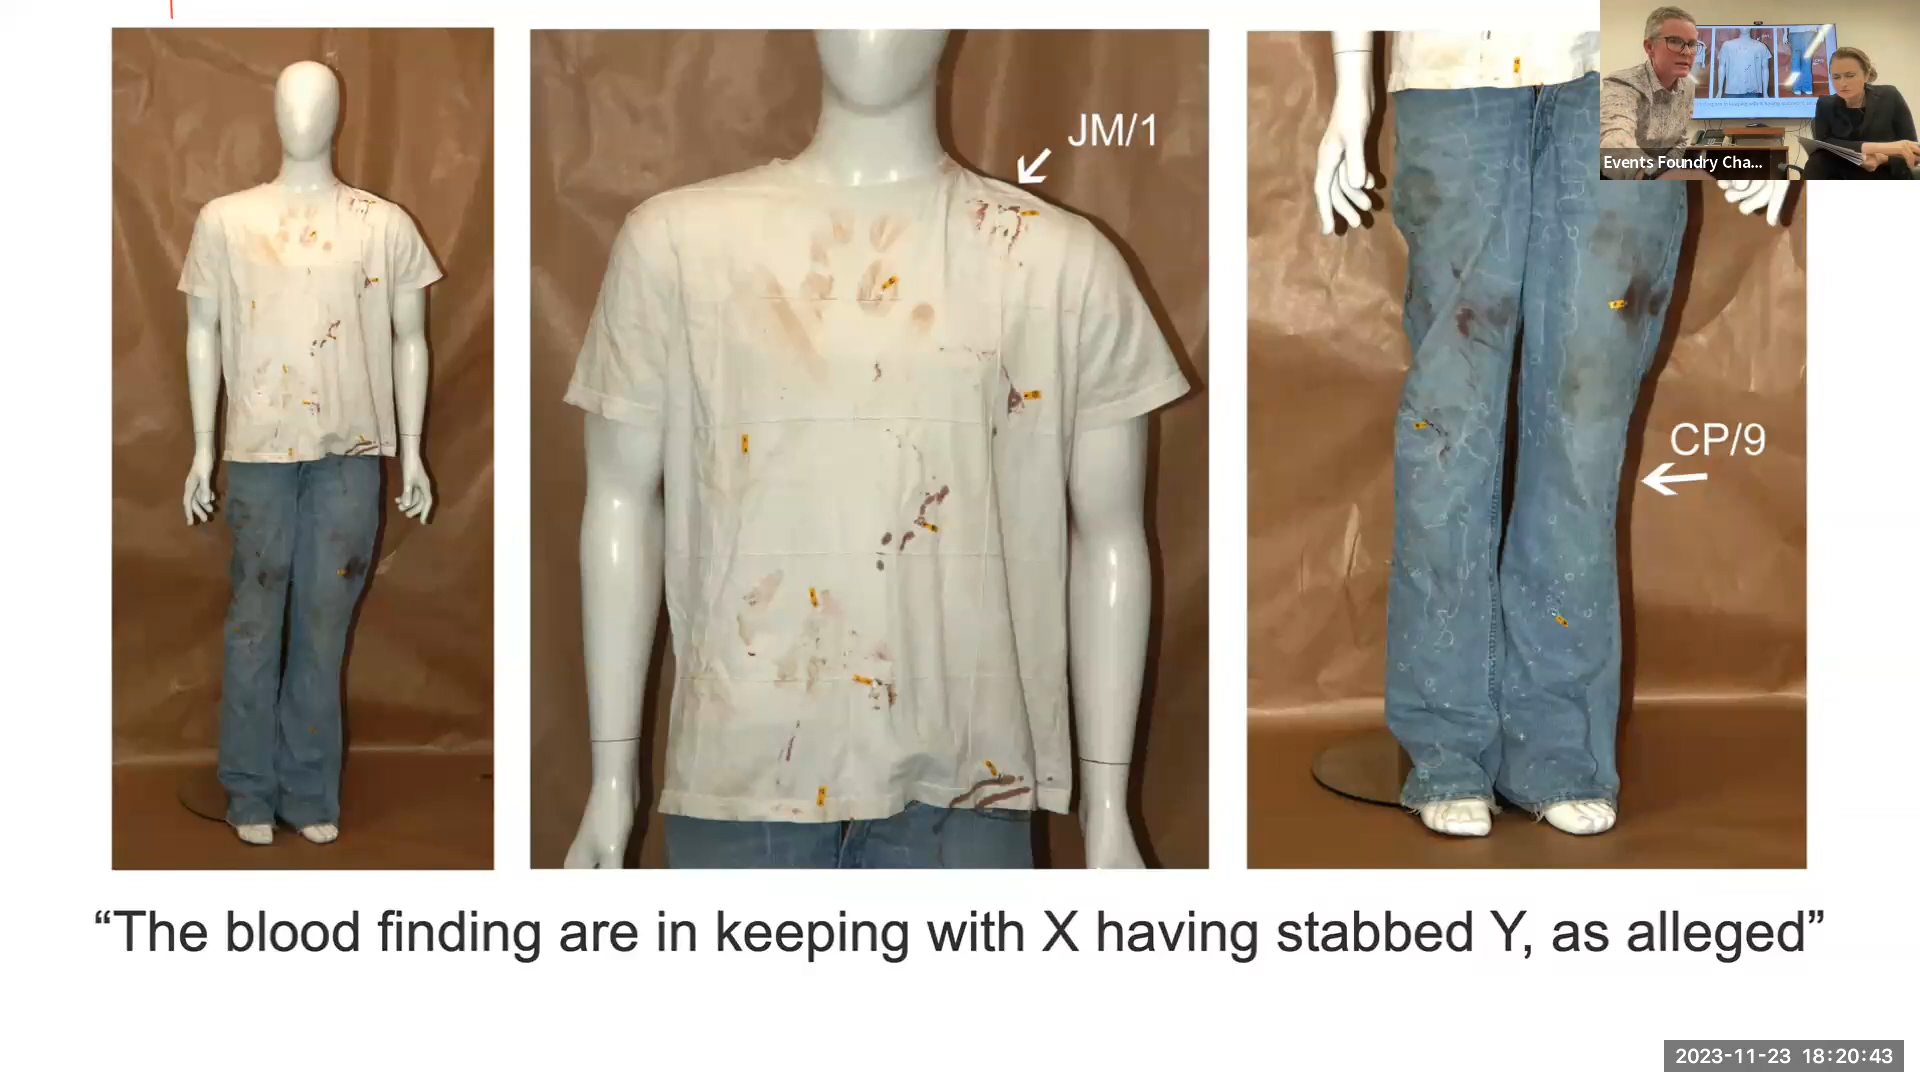 JM/1
CP/9
Events Foundry Cha...
“The blood finding are in keeping with X having stabbed Y, as alleged”
2023-11-23 18:20:43